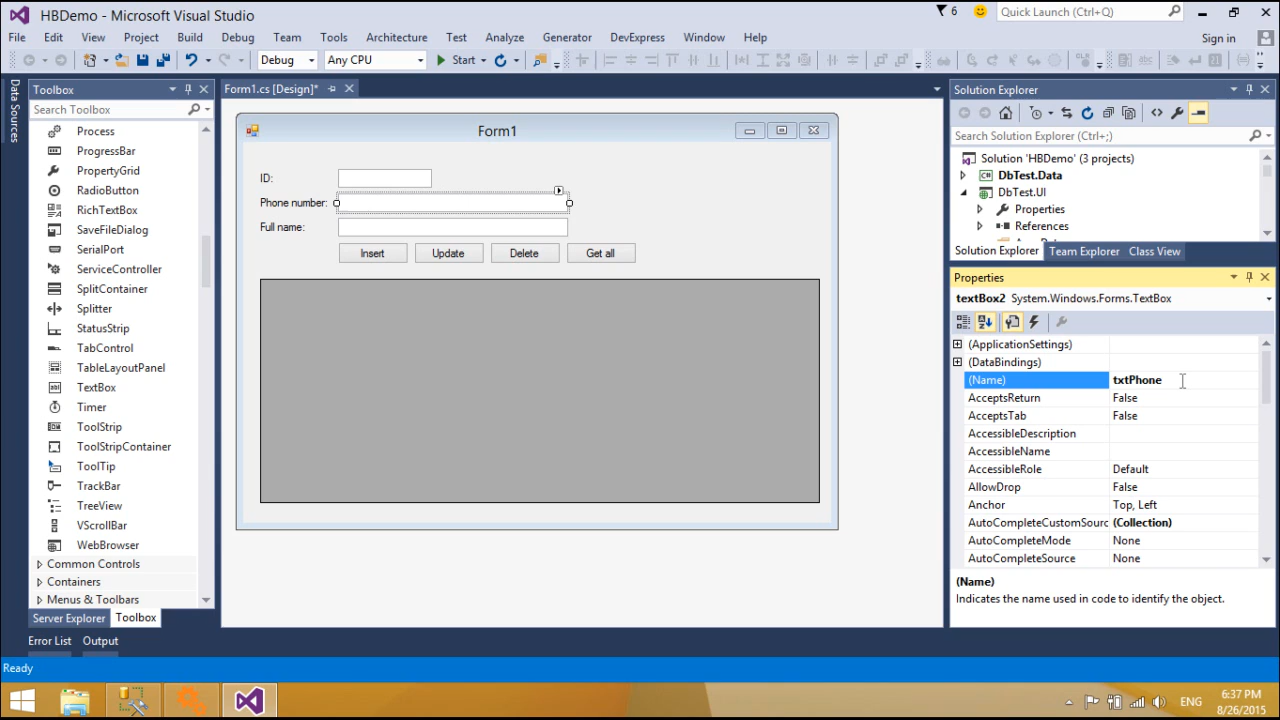 HBDemo - Microsoft Visual Studio
6
Quick Launch (Ctrl+Q)
File Edit View Project Build Debug Team Tools Architecture Test Analyze Generator DevExpress Window Help
Sign in
Debug Any CPU Start
Data Sources
Toolbox
Search Toolbox
Process
ProgressBar
PropertyGrid
RadioButton
RichTextBox
SaveFileDialog
SerialPort
ServiceController
SplitContainer
Splitter
StatusStrip
TabControl
TableLayoutPanel
TextBox
Timer
ToolStrip
ToolStripContainer
ToolTip
TrackBar
TreeView
VScrollBar
WebBrowser
Common Controls
Containers
Menus & Toolbars
Server Explorer Toolbox
Form1.cs [Design]*
Form1
ID:
Phone number:
Full name:
Insert Update Delete Get all
Solution Explorer
Search Solution Explorer (Ctrl+;)
Solution 'HBDemo' (3 projects)
DbTest.Data
DbTest.UI
Properties
References
Solution Explorer Team Explorer Class View
Properties
textBox2 System.Windows.Forms.TextBox
(ApplicationSettings)
(DataBindings)
(Name) txtPhone
AcceptsReturn False
AcceptsTab False
AccessibleDescription
AccessibleName
AccessibleRole Default
AllowDrop False
Anchor Top, Left
AutoCompleteCustomSourc (Collection)
AutoCompleteMode None
AutoCompleteSource None
(Name)
Indicates the name used in code to identify the object.
Error List Output
Ready
ENG
6:37 PM
8/26/2015